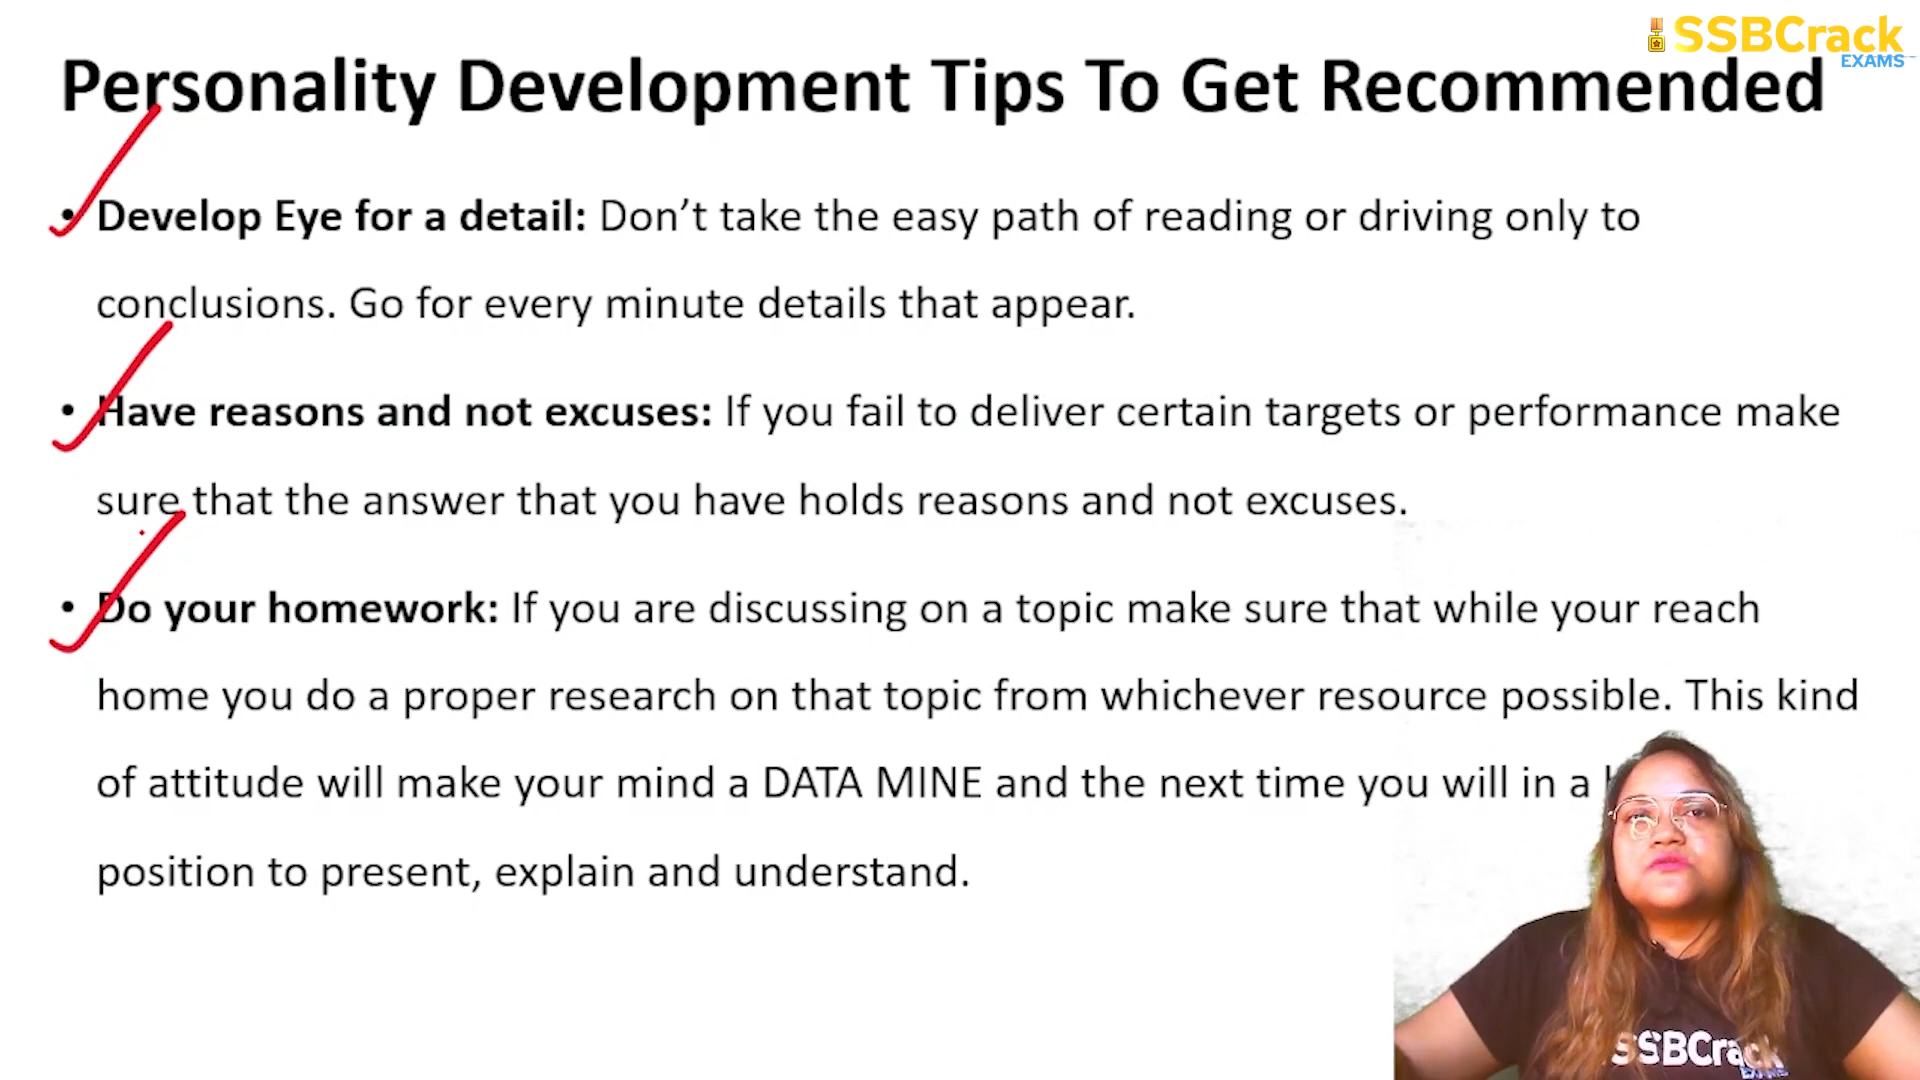 SSBCrack
EXAMS
Personality Development Tips To Get Recommended
• Develop Eye for a detail: Don’t take the easy path of reading or driving only to
conclusions. Go for every minute details that appear.
• Have reasons and not excuses: If you fail to deliver certain targets or performance make
sure that the answer that you have holds reasons and not excuses.
• Do your homework: If you are discussing on a topic make sure that while your reach
home you do a proper research on that topic from whichever resource possible. This kind
of attitude will make your mind a DATA MINE and the next time you will in a
position to present, explain and understand.
SSBCrack